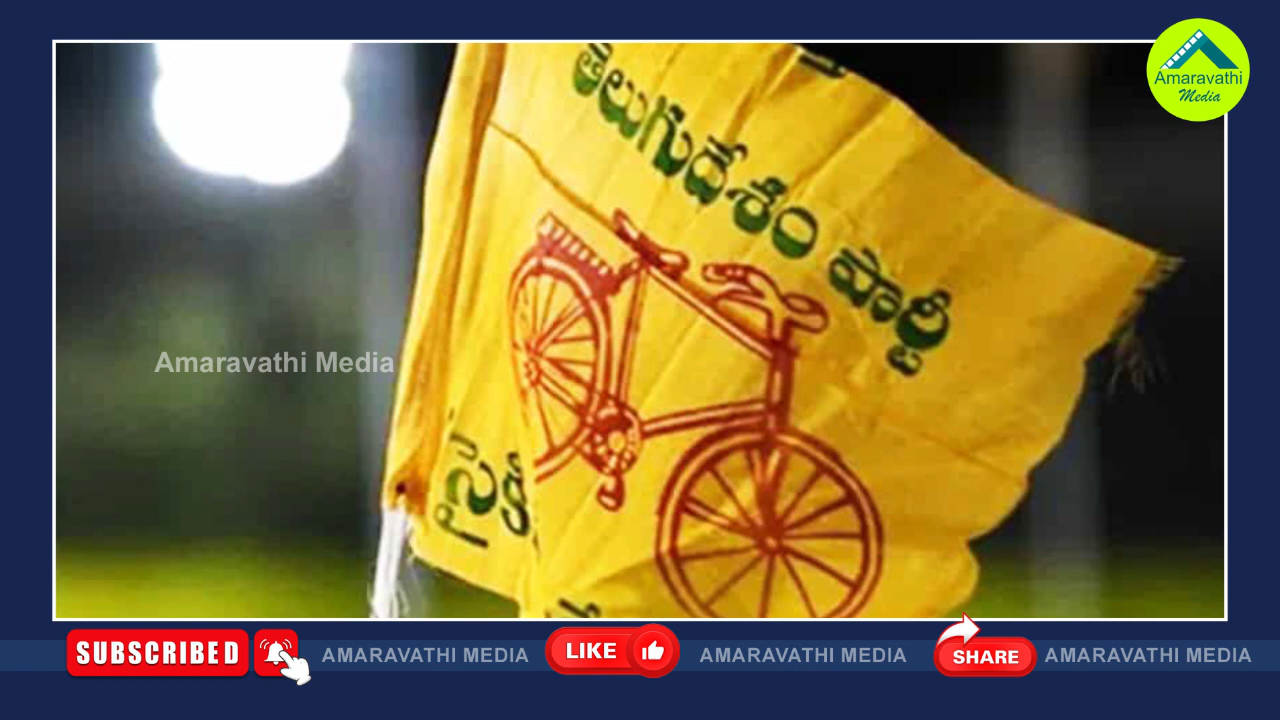 Amaravathi
Media
తెలుగుదేశం పార్టీ
Amaravathi Media
SUBSCRIBED
AMARAVATHI MEDIA
LIKE
AMARAVATHI MEDIA
SHARE
AMARAVATHI MEDIA